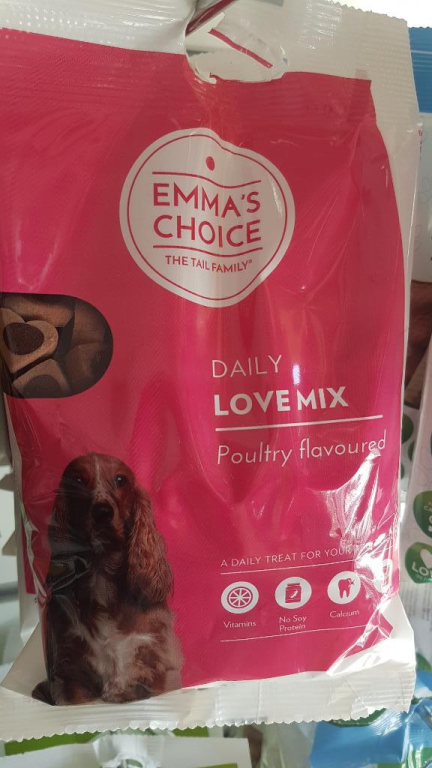 EMMA'S
CHOICE
THE TAIL FAMILY®
DAILY
LOVE MIX
Poultry flavoured
A DAILY TREAT FOR YOUR
Vitamins
No Soy
Protein
Calcium